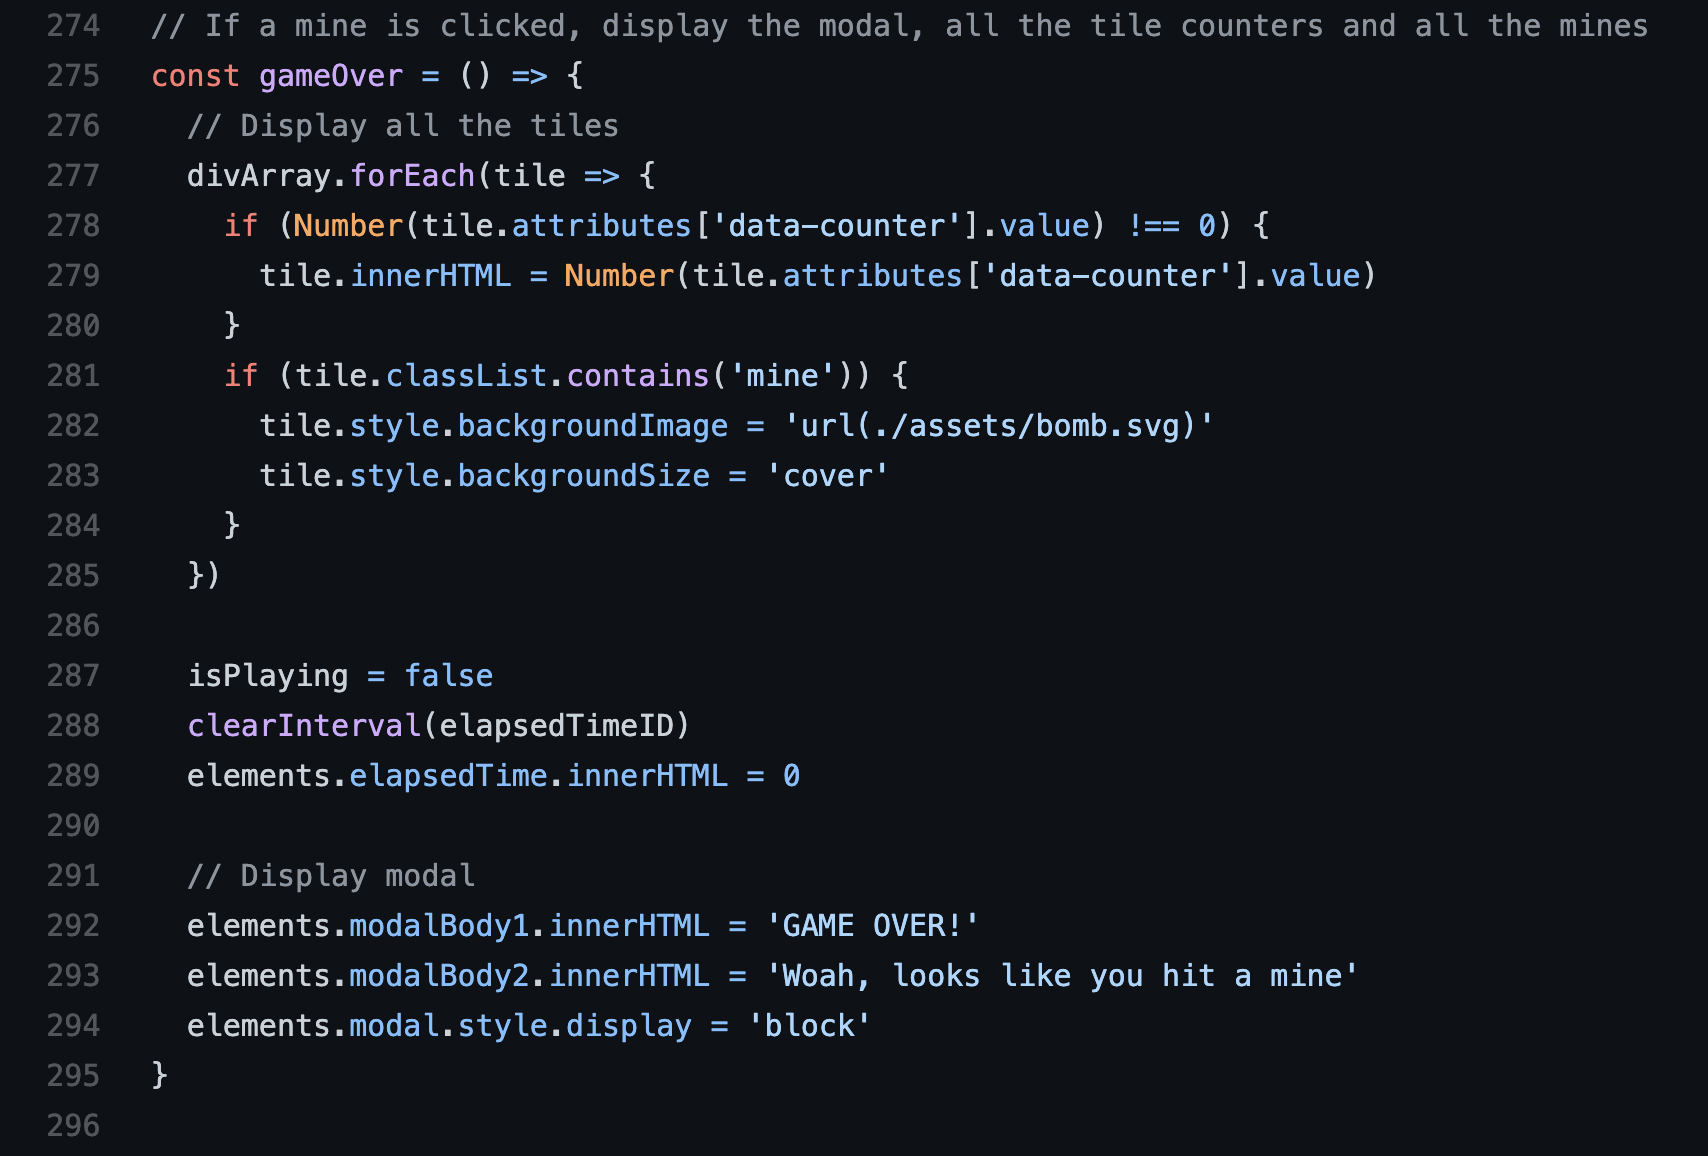 274 // If a mine is clicked, display the modal, all the tile counters and all the mines
275 const gameOver = () => {
276   // Display all the tiles
277   divArray.forEach(tile => {
278     if (Number(tile.attributes['data-counter'].value) !== 0) {
279       tile.innerHTML = Number(tile.attributes['data-counter'].value)
280     }
281     if (tile.classList.contains('mine')) {
282       tile.style.backgroundImage = 'url(./assets/bomb.svg)'
283       tile.style.backgroundSize = 'cover'
284     }
285   })
286
287   isPlaying = false
288   clearInterval(elapsedTimeID)
289   elements.elapsedTime.innerHTML = 0
290
291   // Display modal
292   elements.modalBody1.innerHTML = 'GAME OVER!'
293   elements.modalBody2.innerHTML = 'Woah, looks like you hit a mine'
294   elements.modal.style.display = 'block'
295 }
296